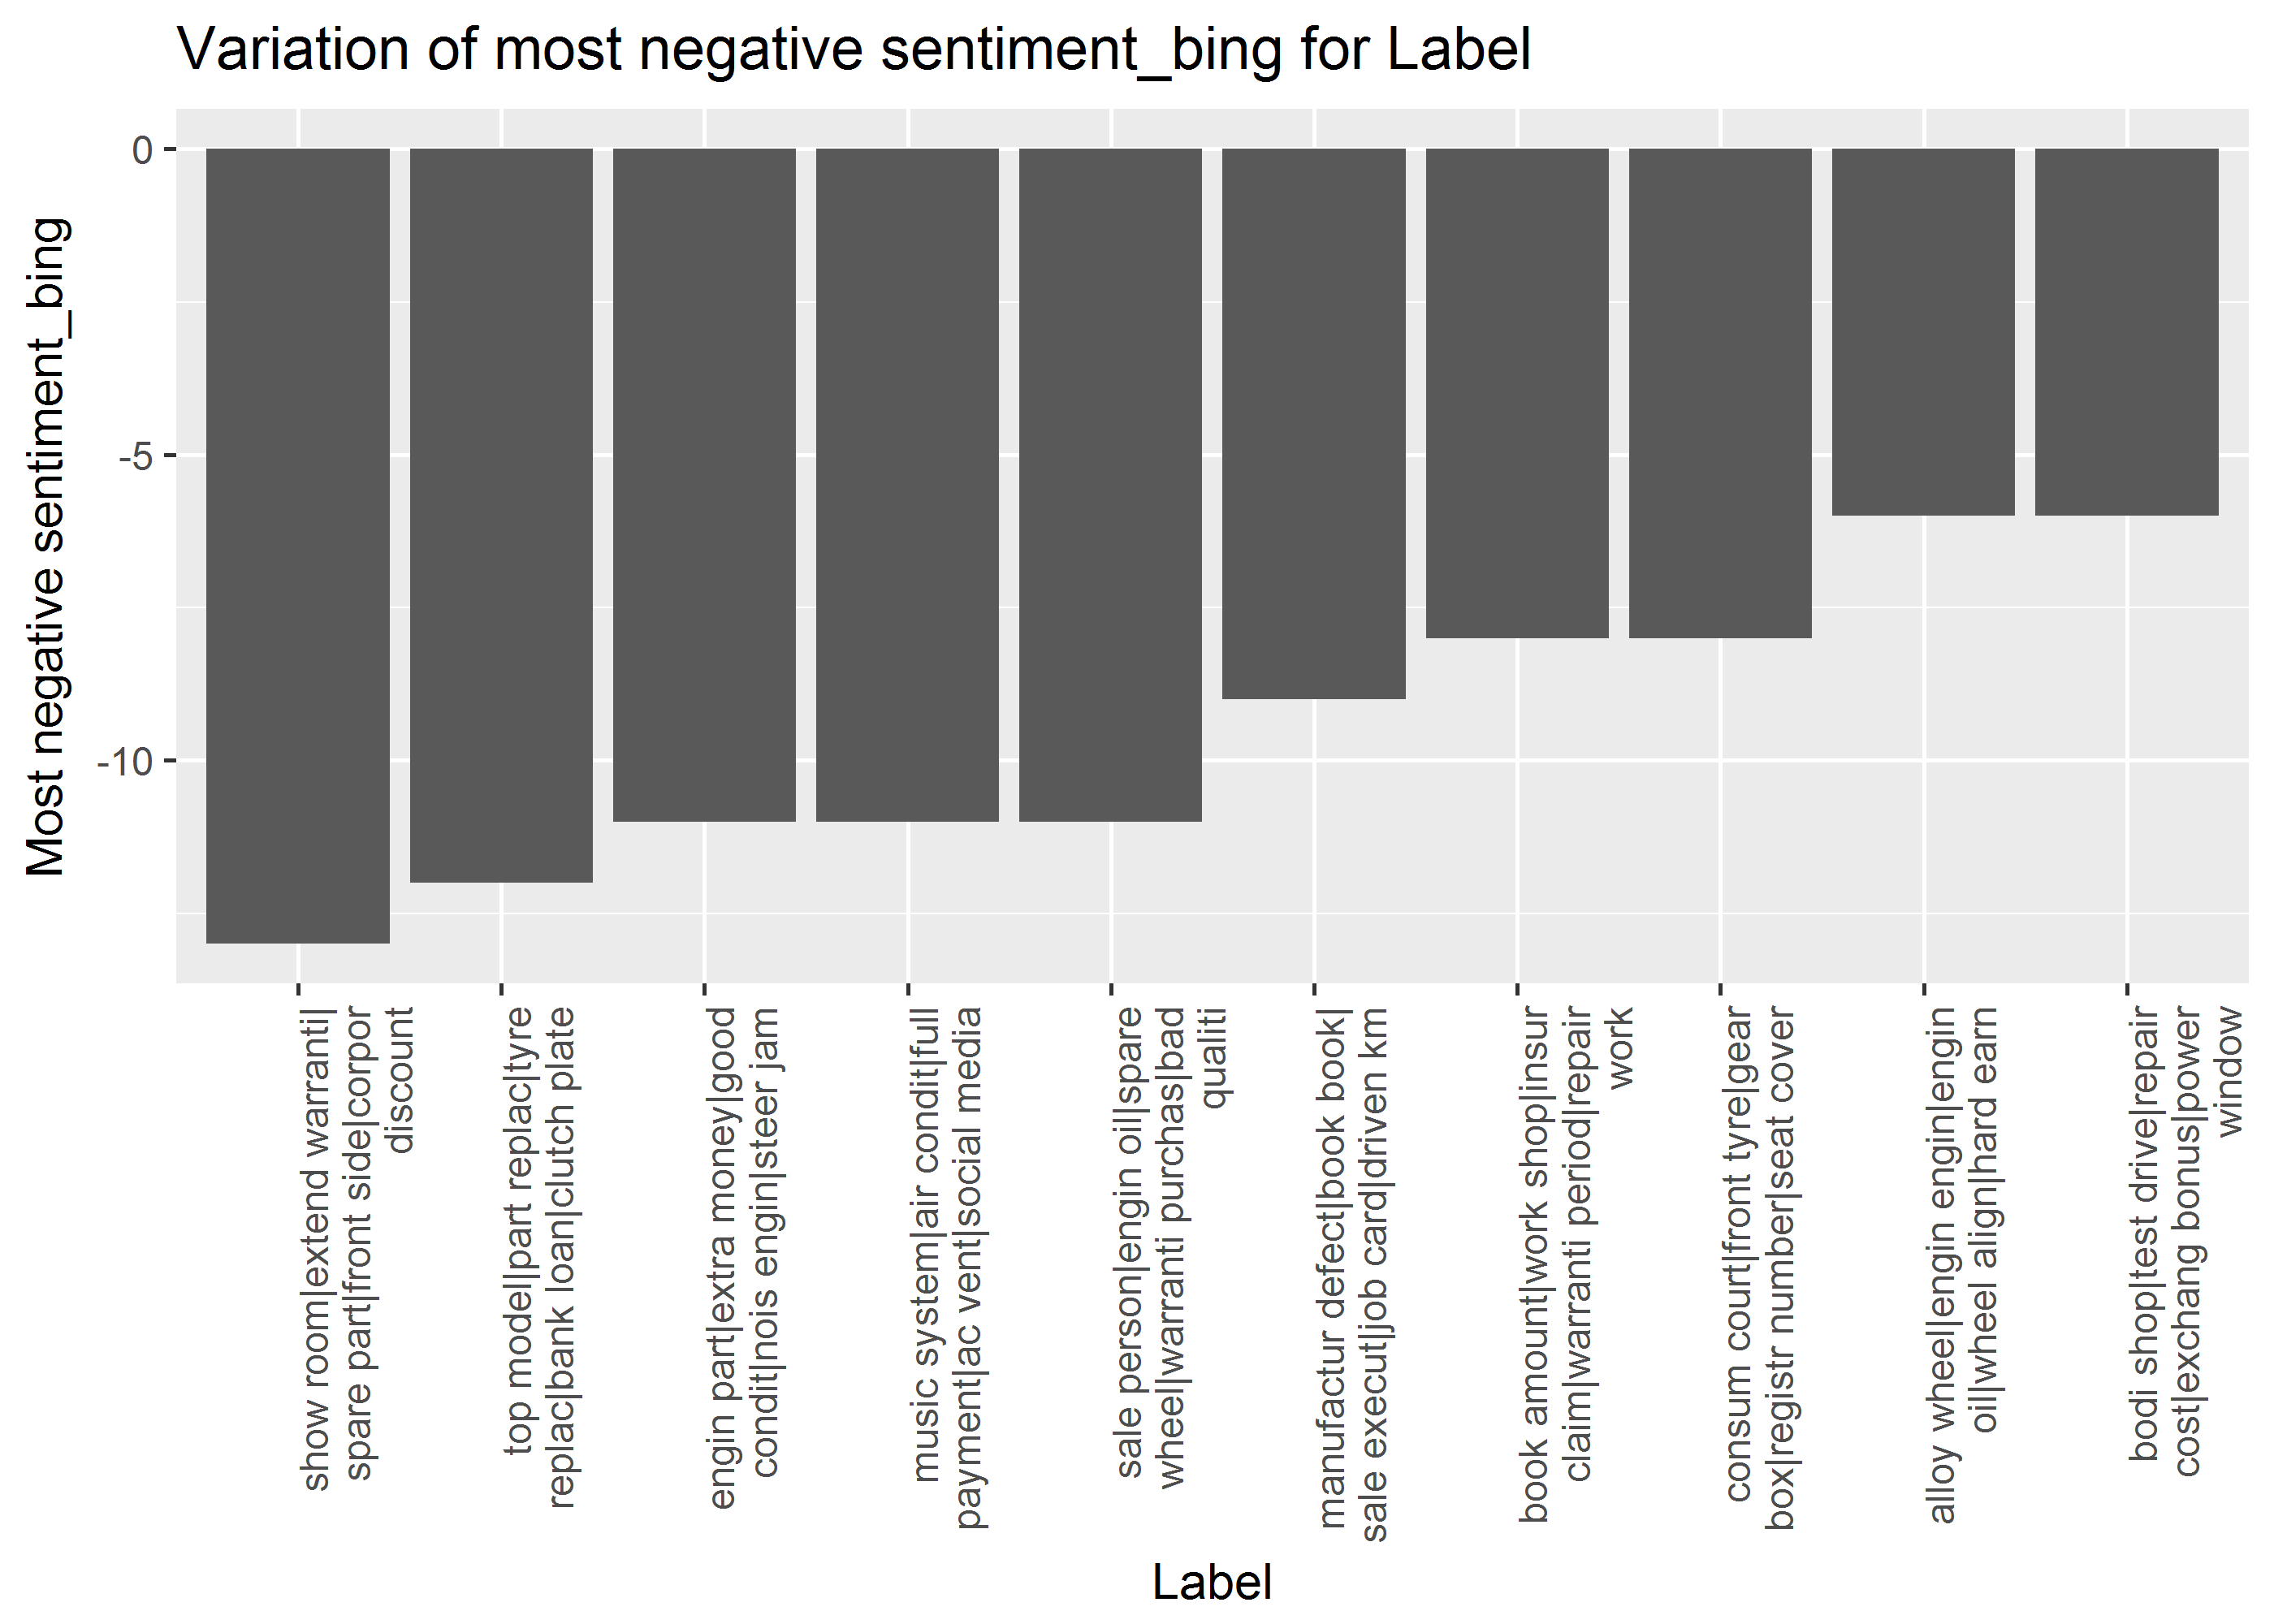 Variation of most negative sentiment_bing for Label
Most negative sentiment_bing
0
-5
-10
show room|extend warranti|
spare part|front side|corpor
discount
top model|part replac|tyre
replac|bank loan|clutch plate
engin part|extra money|good
condit|nois engin|steer jam
music system|air condit|full
payment|ac vent|social media
sale person|engin oil|spare
wheel|warranti purchas|bad
qualiti
manufactur defect|book book|
sale execut|job card|driven km
book amount|work shop|insur
claim|warranti period|repair
work
consum court|front tyre|gear
box|registr number|seat cover
alloy wheel|engin engin|engin
oil|wheel align|hard earn
bodi shop|test drive|repair
cost|exchang bonus|power
window
Label